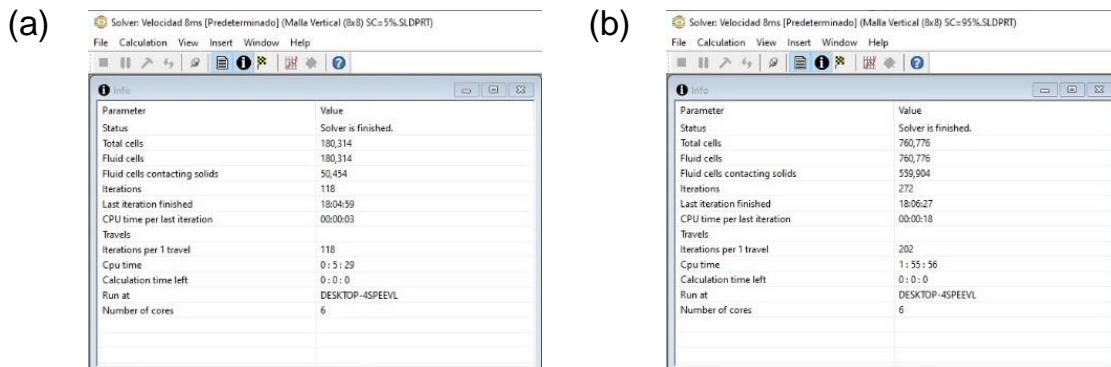 (a)
Solver: Velocidad 8ms [Predeterminado] (Malla Vertical (8x8) SC=5%.SLDPRT)
File Calculation View Insert Window Help
Info
Parameter Value
Status Solver is finished.
Total cells 180,314
Fluid cells 180,314
Fluid cells contacting solids 50,454
Iterations 118
Last iteration finished 18:04:59
CPU time per last iteration 00:00:03
Travels
Iterations per 1 travel 118
Cpu time 0 : 5 : 29
Calculation time left 0 : 0 : 0
Run at DESKTOP-4SPEEVL
Number of cores 6
(b)
Solver: Velocidad 8ms [Predeterminado] (Malla Vertical (8x8) SC=95%.SLDPRT)
File Calculation View Insert Window Help
Info
Parameter Value
Status Solver is finished.
Total cells 760,776
Fluid cells 760,776
Fluid cells contacting solids 559,904
Iterations 272
Last iteration finished 18:06:27
CPU time per last iteration 00:00:18
Travels
Iterations per 1 travel 202
Cpu time 1 : 55 : 56
Calculation time left 0 : 0 : 0
Run at DESKTOP-4SPEEVL
Number of cores 6